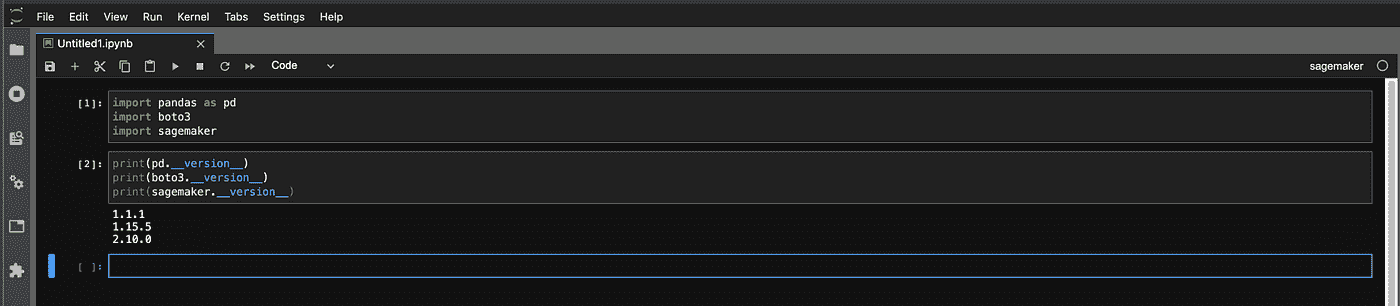 File Edit View Run Kernel Tabs Settings Help
Untitled1.ipynb
Code
sagemaker
[1]: import pandas as pd
import boto3
import sagemaker
[2]: print(pd.__version__)
print(boto3.__version__)
print(sagemaker.__version__)
1.1.1
1.15.5
2.10.0
[ ]: